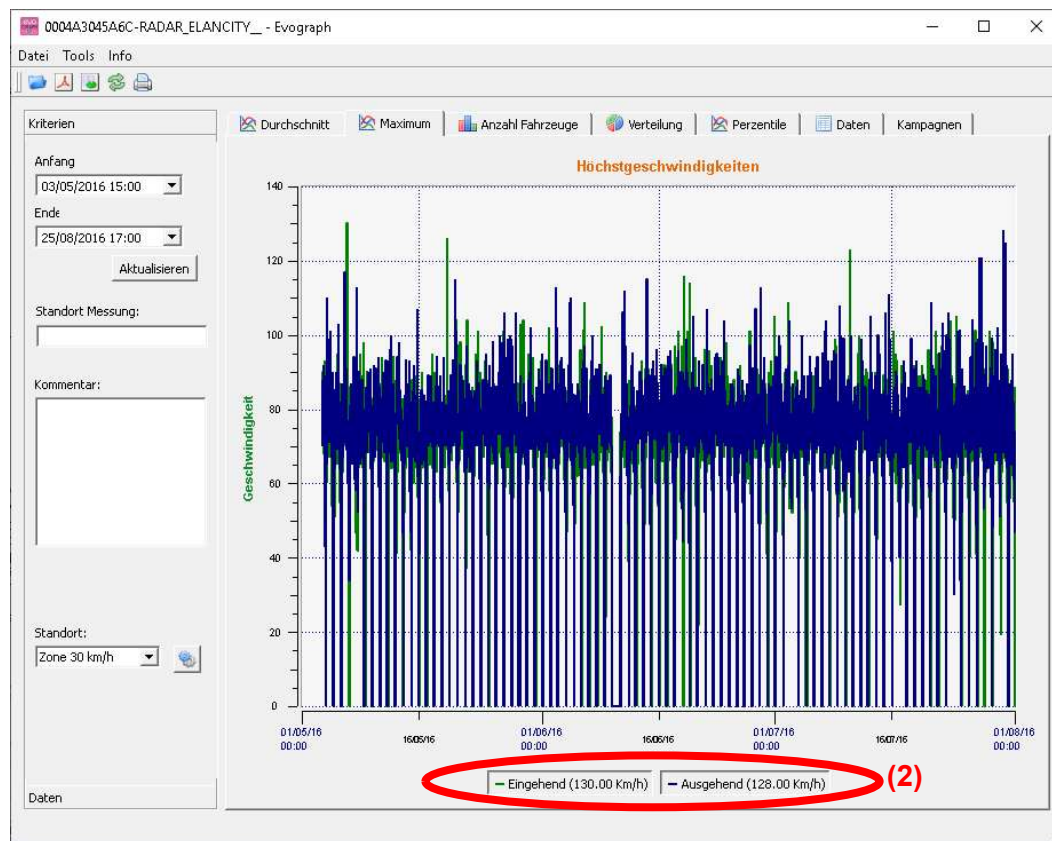 0004A3045A6C-RADAR_ELANCITY__ - Evograph
Datei Tools Info
Kriterien
Anfang
03/05/2016 15:00
Ende
25/08/2016 17:00
Aktualisieren
Standort Messung:
Kommentar:
Standort:
Zone 30 km/h
Daten
Durchschnitt Maximum Anzahl Fahrzeuge Verteilung Perzentile Daten Kampagnen
Höchstgeschwindigkeiten
Geschwindigkeit
140
120
100
80
60
40
20
0
01/05/16 16/05/16 01/06/16 16/06/16 01/07/16 16/07/16 01/08/16
00:00 00:00 00:00 00:00
Eingehend (130.00 Km/h) Ausgehend (128.00 Km/h) (2)